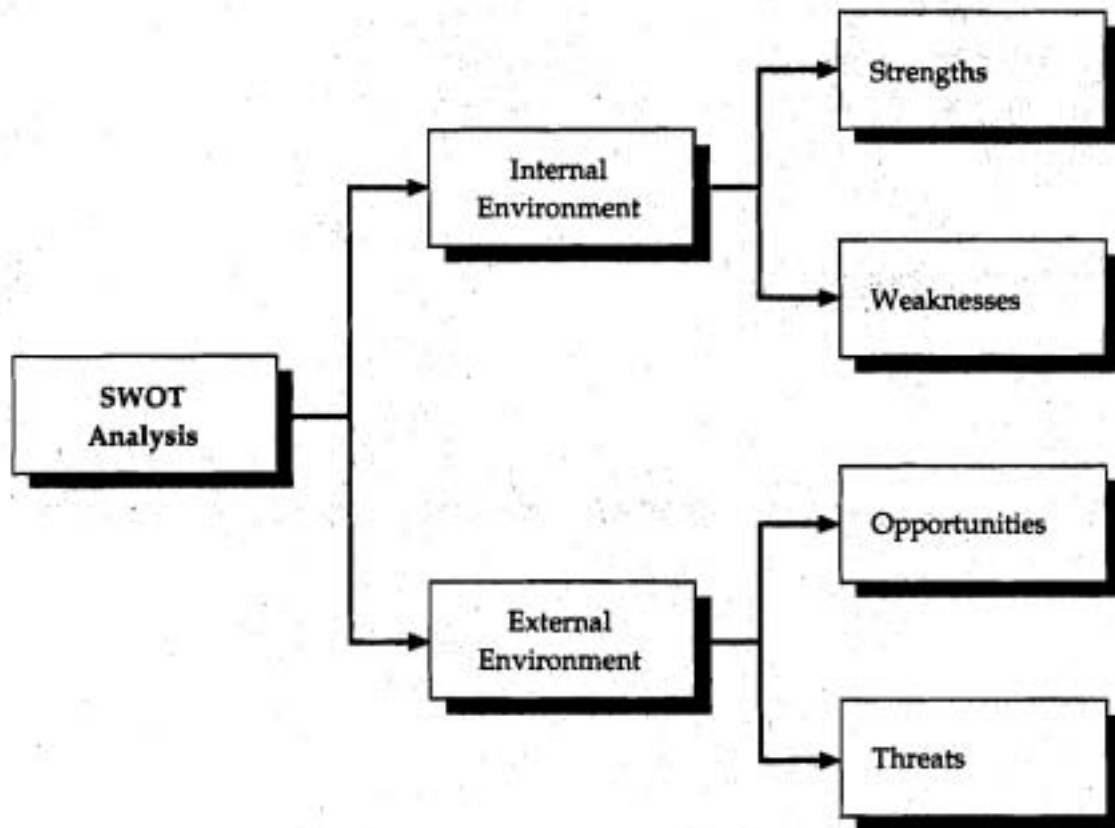 Strengths
Internal
Environment
Weaknesses
SWOT
Analysis
Opportunities
External
Environment
Threats